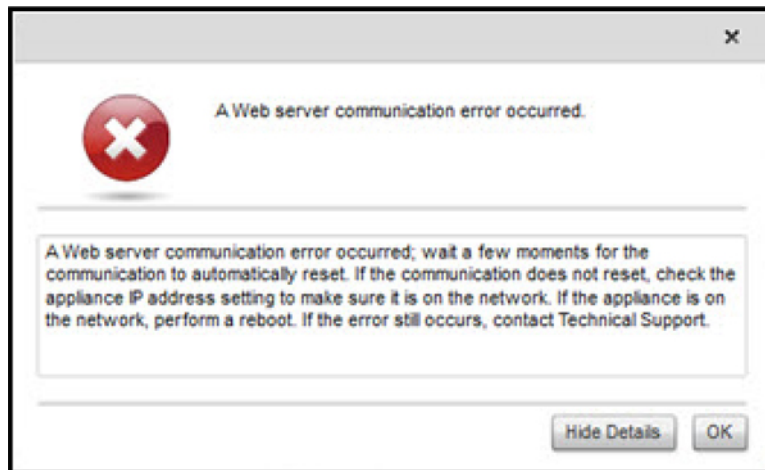 A Web server communication error occurred.
A Web server communication error occurred; wait a few moments for the
communication to automatically reset. If the communication does not reset, check the
appliance IP address setting to make sure it is on the network. If the appliance is on
the network, perform a reboot. If the error still occurs, contact Technical Support.
Hide Details OK